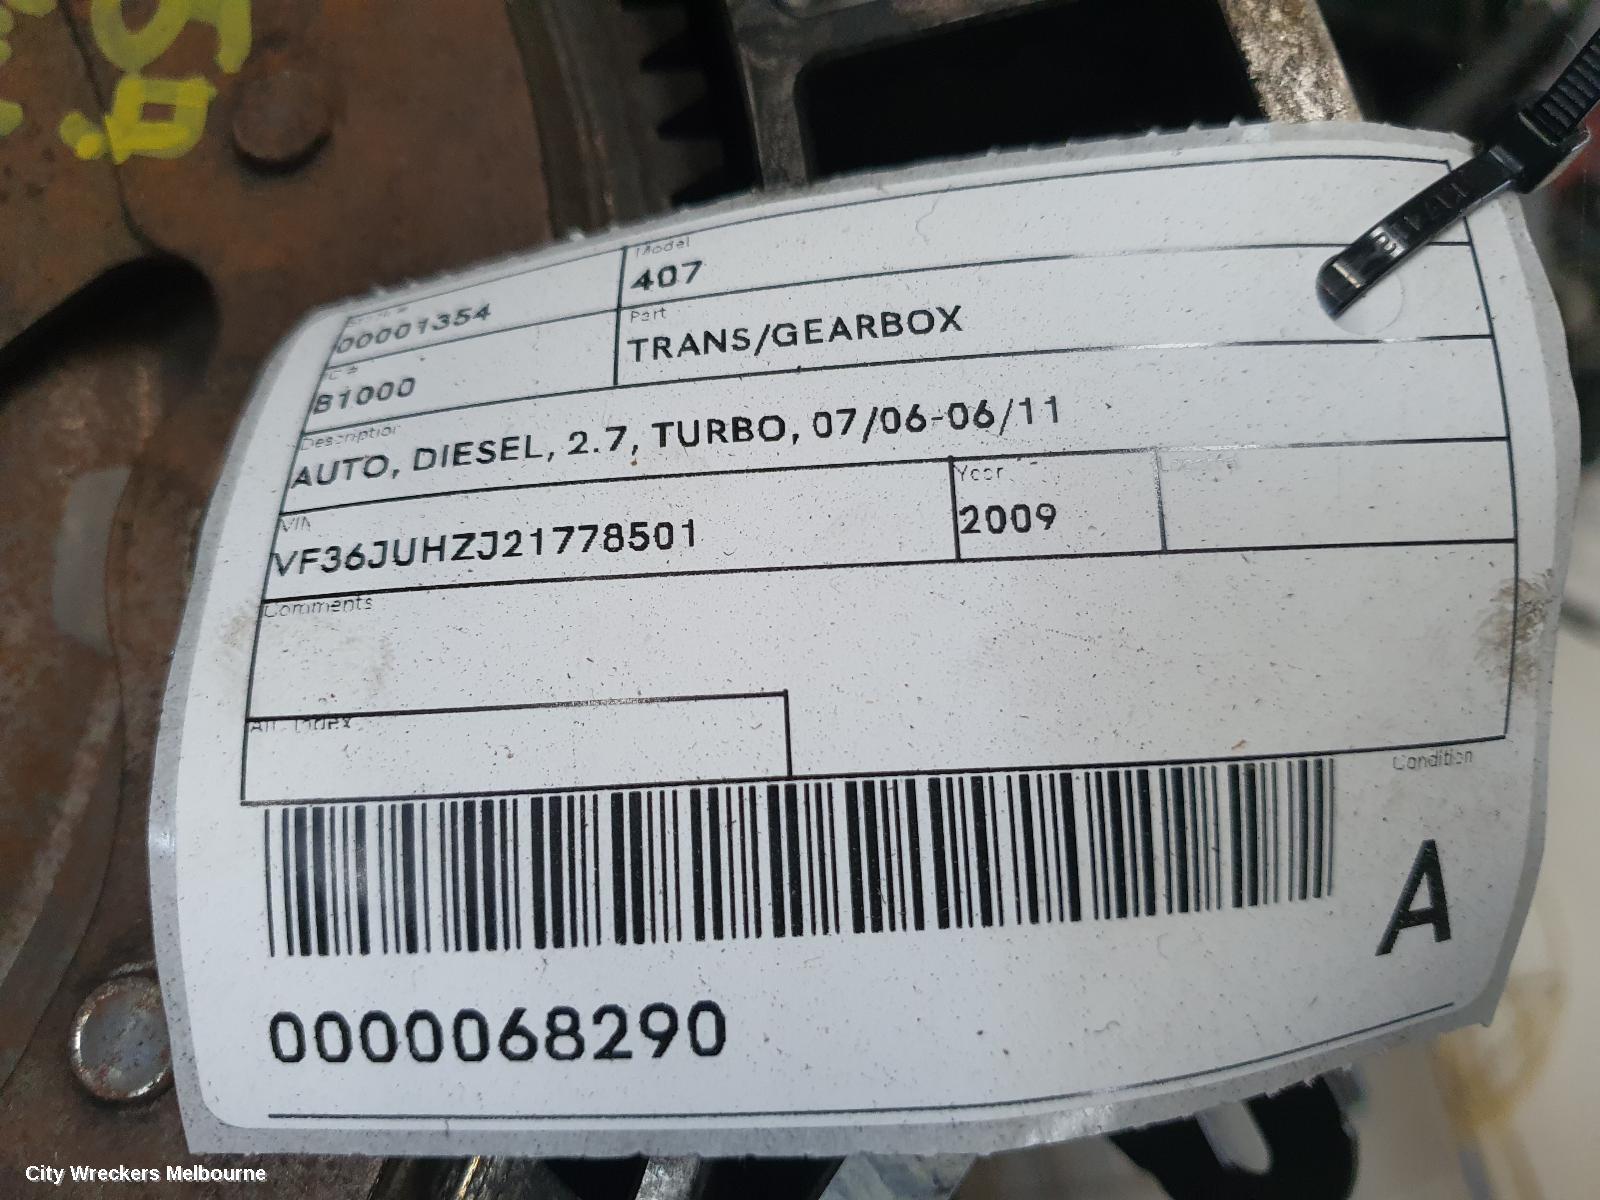 Model
00001354
407
Part
B1000
TRANS/GEARBOX
Description
AUTO, DIESEL, 2.7, TURBO, 07/06-06/11
VIN
Year
VF36JUHZJ21778501
2009
Comments
Index
Condition
A
0000068290
City Wreckers Melbourne